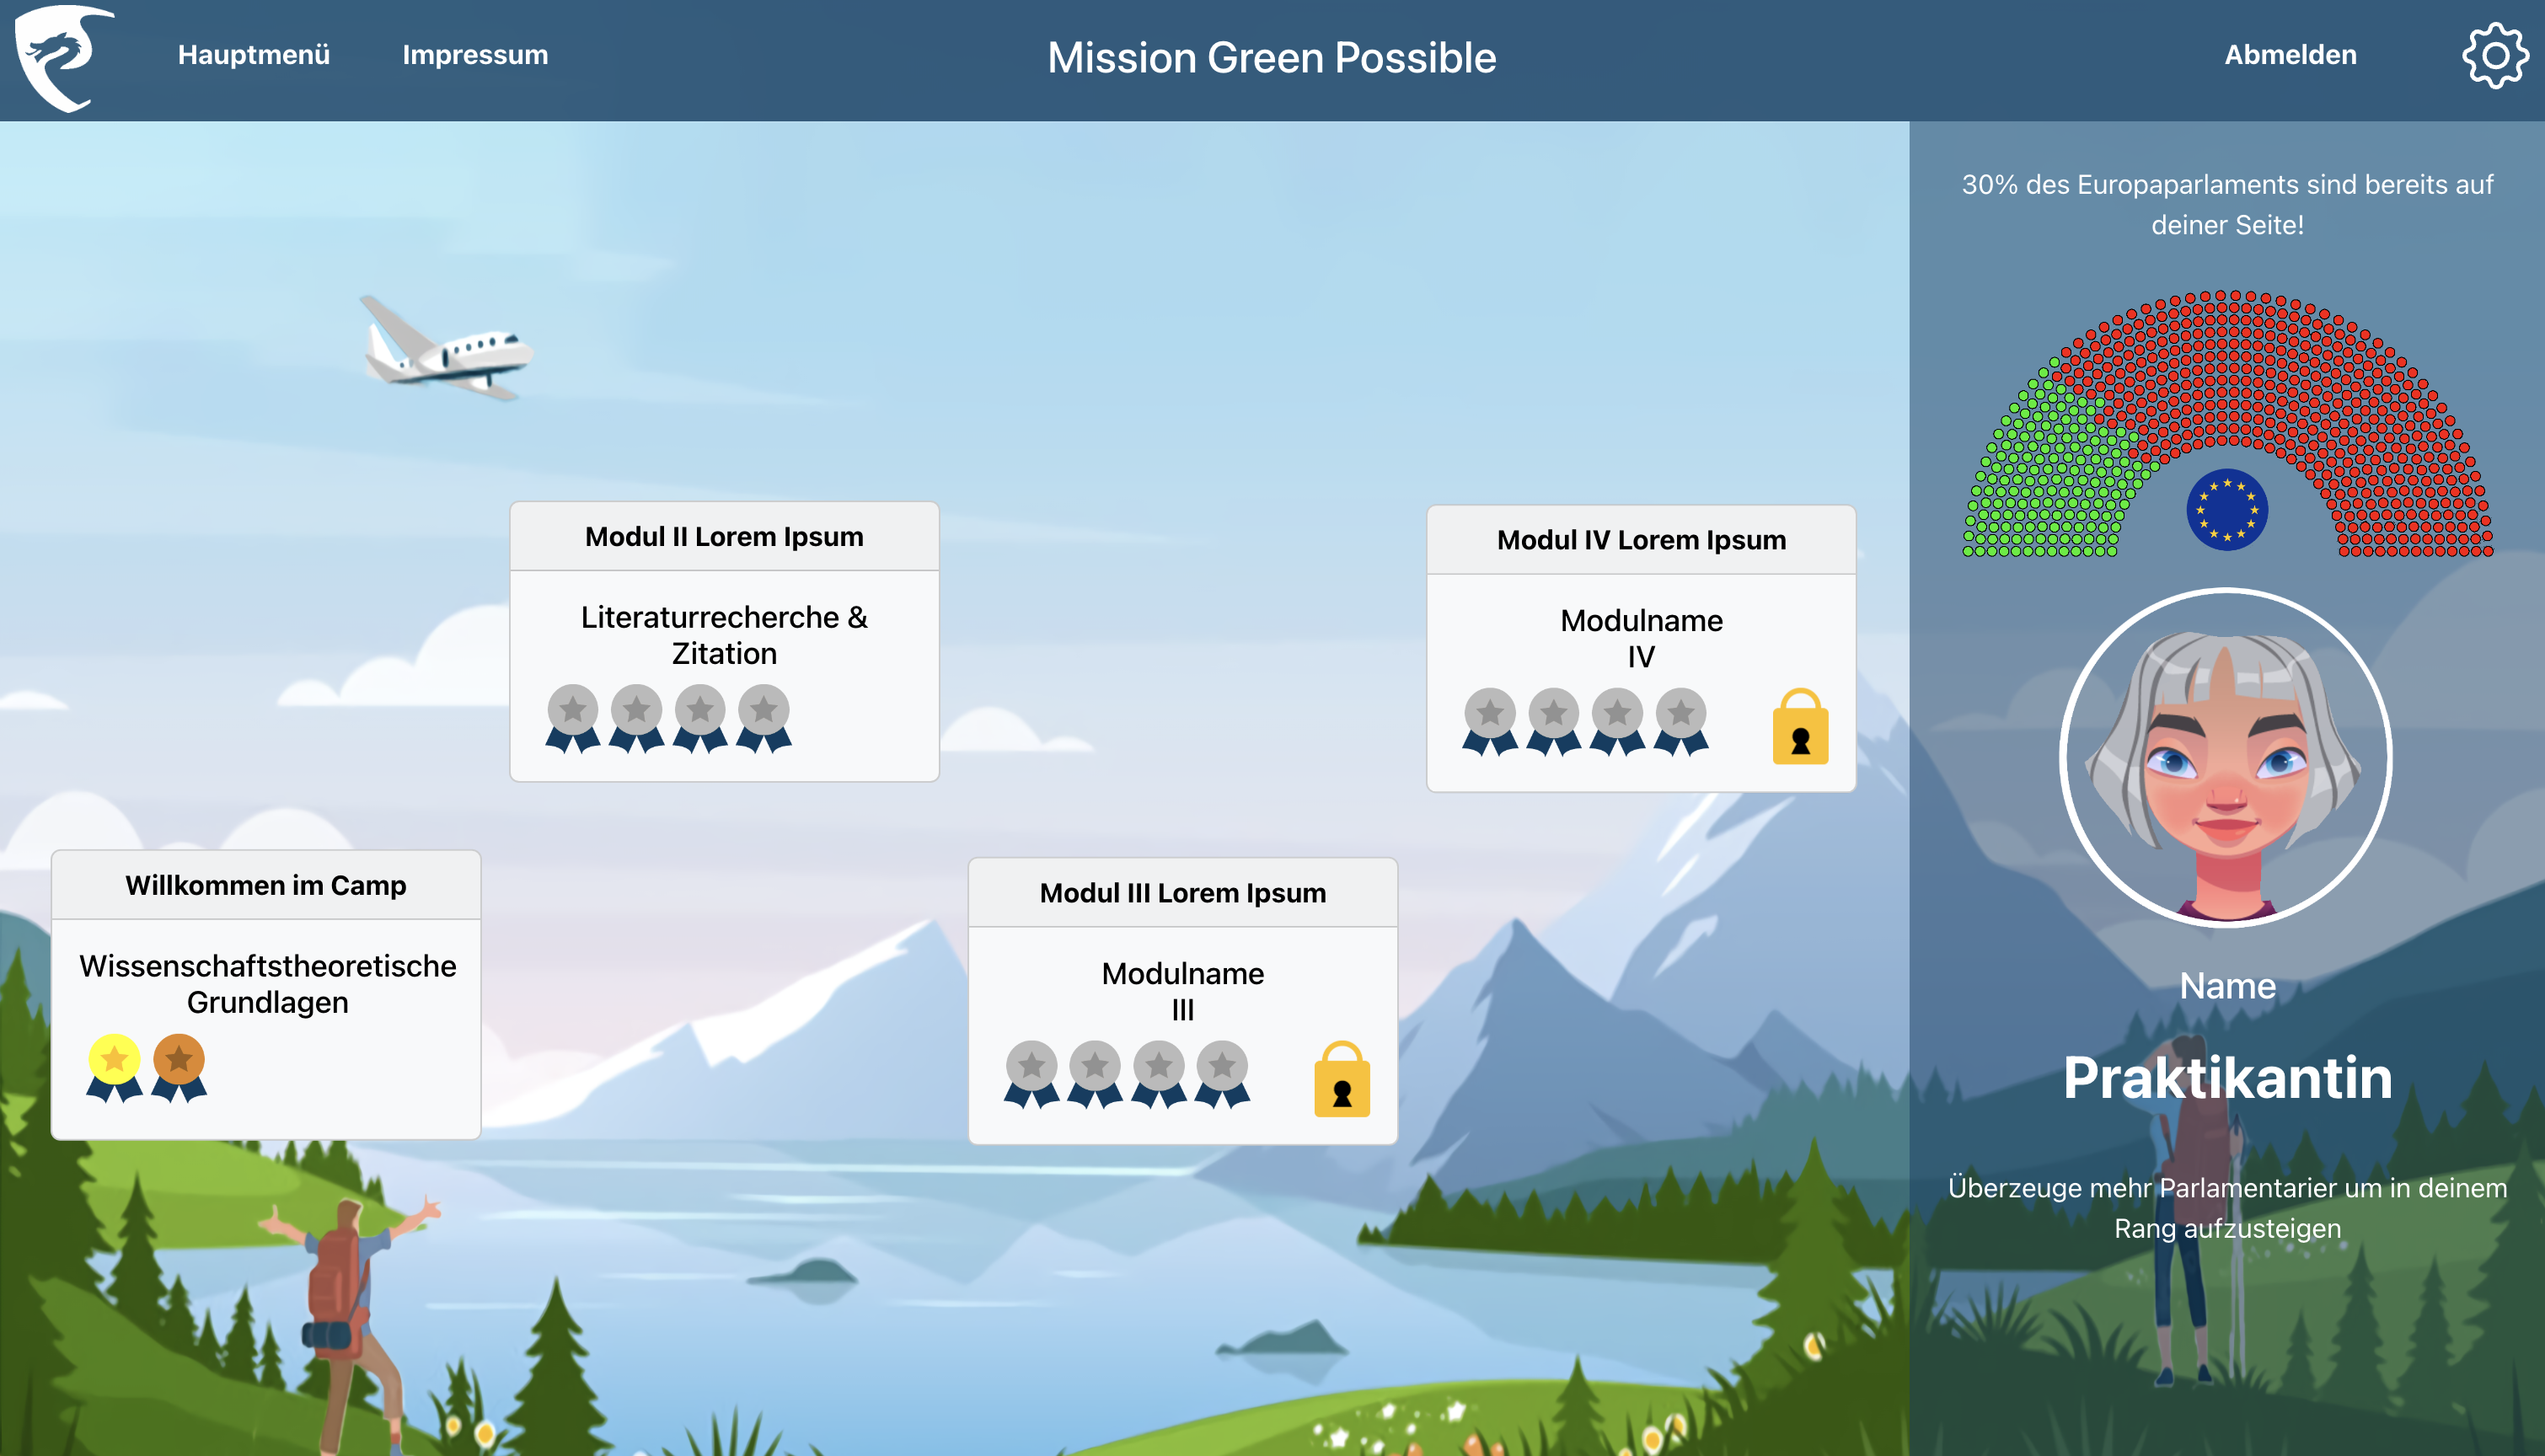 Hauptmenü
Impressum
Mission Green Possible
Abmelden
30% des Europaparlaments sind bereits auf
deiner Seite!
Modul II Lorem Ipsum
Literaturrecherche &
Zitation
Modul IV Lorem Ipsum
Modulname
IV
Willkommen im Camp
Wissenschaftstheoretische
Grundlagen
Modul III Lorem Ipsum
Modulname
III
Name
Praktikantin
Überzeuge mehr Parlamentarier um in deinem
Rang aufzusteigen